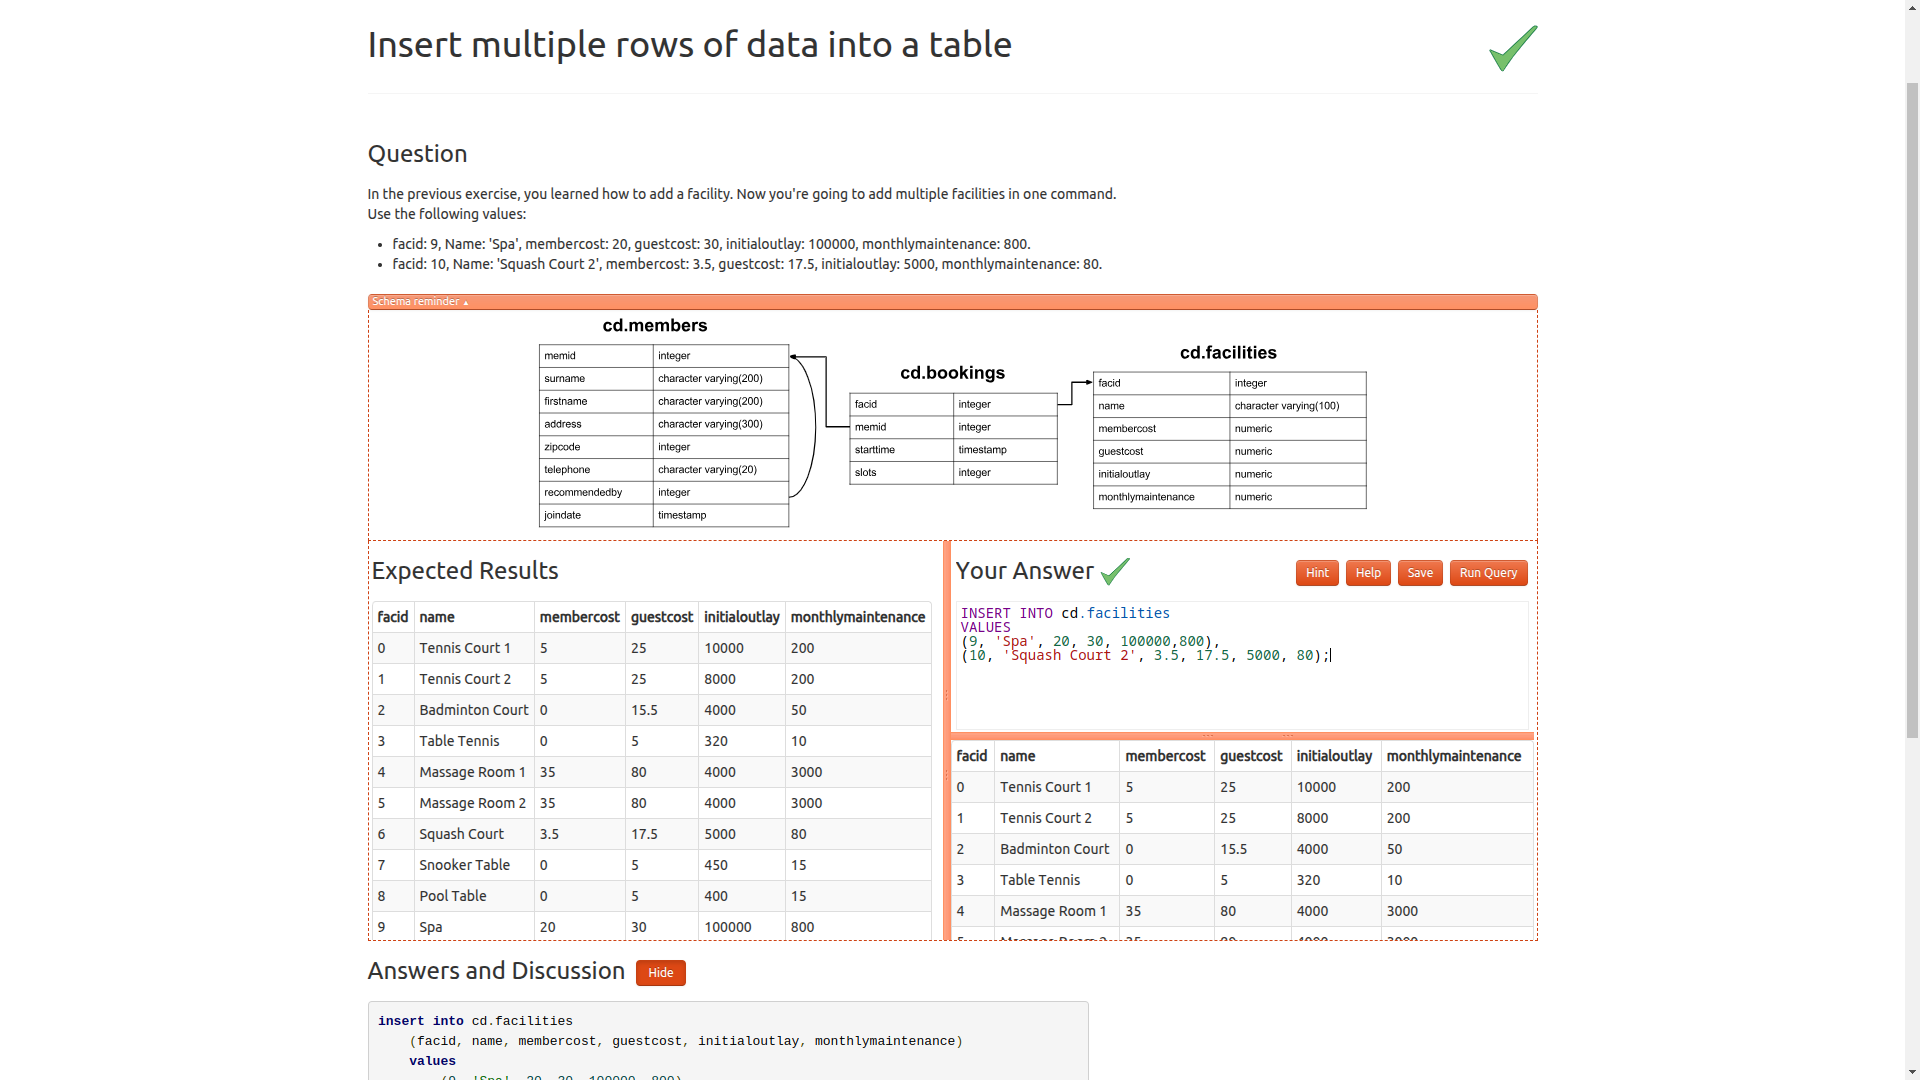 Insert multiple rows of data into a table
Question
In the previous exercise, you learned how to add a facility. Now you're going to add multiple facilities in one command.
Use the following values:
• facid: 9, Name: 'Spa', membercost: 20, guestcost: 30, initialoutlay: 100000, monthlymaintenance: 800.
• facid: 10, Name: 'Squash Court 2', membercost: 3.5, guestcost: 17.5, initialoutlay: 5000, monthlymaintenance: 80.
Schema reminder ▲
cd.members
memid integer
surname character varying(200)
firstname character varying(200)
address character varying(300)
zipcode integer
telephone character varying(20)
recommendedby integer
joindate timestamp
cd.bookings
facid integer
memid integer
starttime timestamp
slots integer
cd.facilities
facid integer
name character varying(100)
membercost numeric
guestcost numeric
initialoutlay numeric
monthlymaintenance numeric
Expected Results
facid name membercost guestcost initialoutlay monthlymaintenance
0 Tennis Court 1 5 25 10000 200
1 Tennis Court 2 5 25 8000 200
2 Badminton Court 0 15.5 4000 50
3 Table Tennis 0 5 320 10
4 Massage Room 1 35 80 4000 3000
5 Massage Room 2 35 80 4000 3000
6 Squash Court 3.5 17.5 5000 80
7 Snooker Table 0 5 450 15
8 Pool Table 0 5 400 15
9 Spa 20 30 100000 800
Your Answer
Hint Help Save Run Query
INSERT INTO cd.facilities
VALUES
(9, 'Spa', 20, 30, 100000,800),
(10, 'Squash Court 2', 3.5, 17.5, 5000, 80);
facid name membercost guestcost initialoutlay monthlymaintenance
0 Tennis Court 1 5 25 10000 200
1 Tennis Court 2 5 25 8000 200
2 Badminton Court 0 15.5 4000 50
3 Table Tennis 0 5 320 10
4 Massage Room 1 35 80 4000 3000
5 Massage Room 2 35 80 4000 3000
Answers and Discussion Hide
insert into cd.facilities
(facid, name, membercost, guestcost, initialoutlay, monthlymaintenance)
values
(9, 'Spa', 20, 30, 100000, 800)